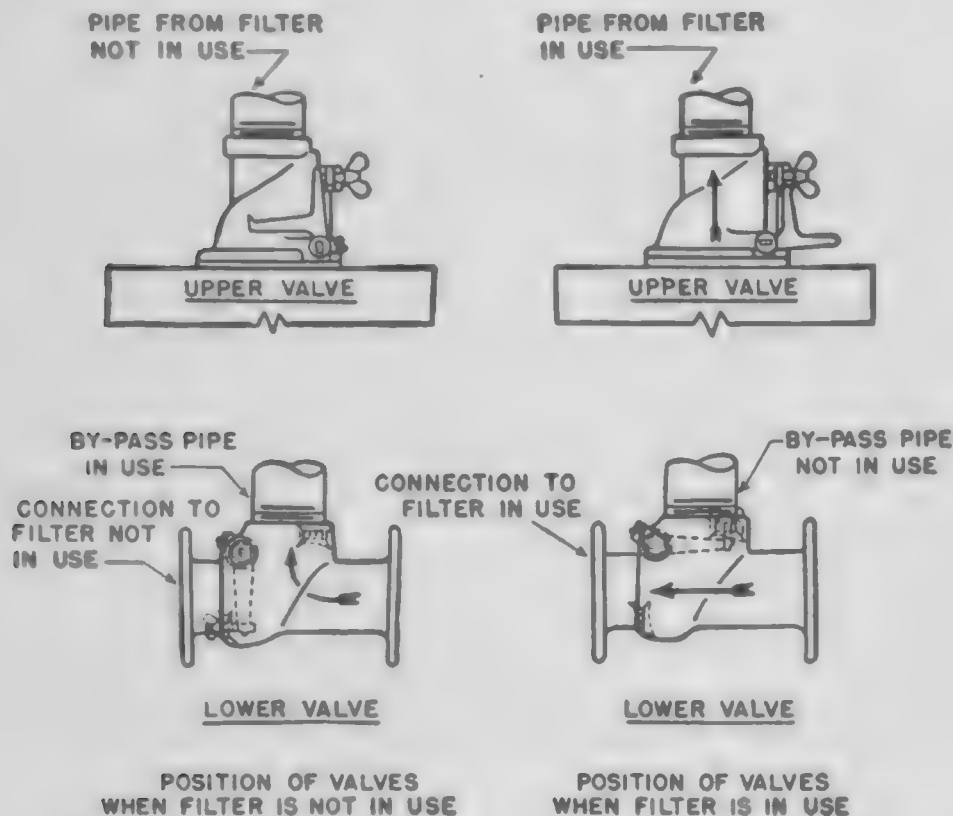 PIPE FROM FILTER
NOT IN USE
PIPE FROM FILTER
IN USE
UPPER VALVE
UPPER VALVE
BY-PASS PIPE
IN USE
CONNECTION TO
FILTER NOT
IN USE
CONNECTION TO
FILTER IN USE
BY-PASS PIPE
NOT IN USE
LOWER VALVE
LOWER VALVE
POSITION OF VALVES
WHEN FILTER IS NOT IN USE
POSITION OF VALVES
WHEN FILTER IS IN USE